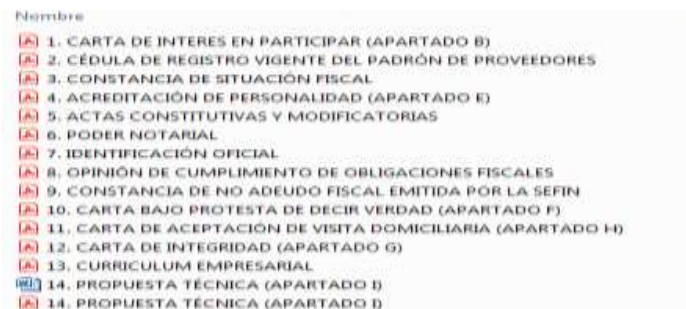 Nombre
1. CARTA DE INTERES EN PARTICIPAR (APARTADO B)
2. CÉDULA DE REGISTRO VIGENTE DEL PADRÓN DE PROVEEDORES
3. CONSTANCIA DE SITUACIÓN FISCAL
4. ACREDITACIÓN DE PERSONALIDAD (APARTADO E)
5. ACTAS CONSTITUTIVAS Y MODIFICATORIAS
6. PODER NOTARIAL
7. IDENTIFICACIÓN OFICIAL
8. OPINIÓN DE CUMPLIMIENTO DE OBLIGACIONES FISCALES
9. CONSTANCIA DE NO ADEUDO FISCAL EMITIDA POR LA SEFIN
10. CARTA BAJO PROTESTA DE DECIR VERDAD (APARTADO F)
11. CARTA DE ACEPTACIÓN DE VISITA DOMICILIARIA (APARTADO H)
12. CARTA DE INTEGRIDAD (APARTADO G)
13. CURRICULUM EMPRESARIAL
14. PROPUESTA TÉCNICA (APARTADO I)
14. PROPUESTA TÉCNICA (APARTADO I)